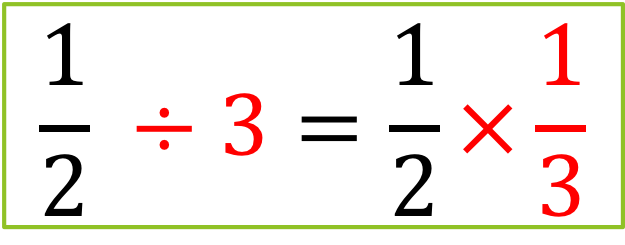 1/2 ÷ 3 = 1/2 × 1/3